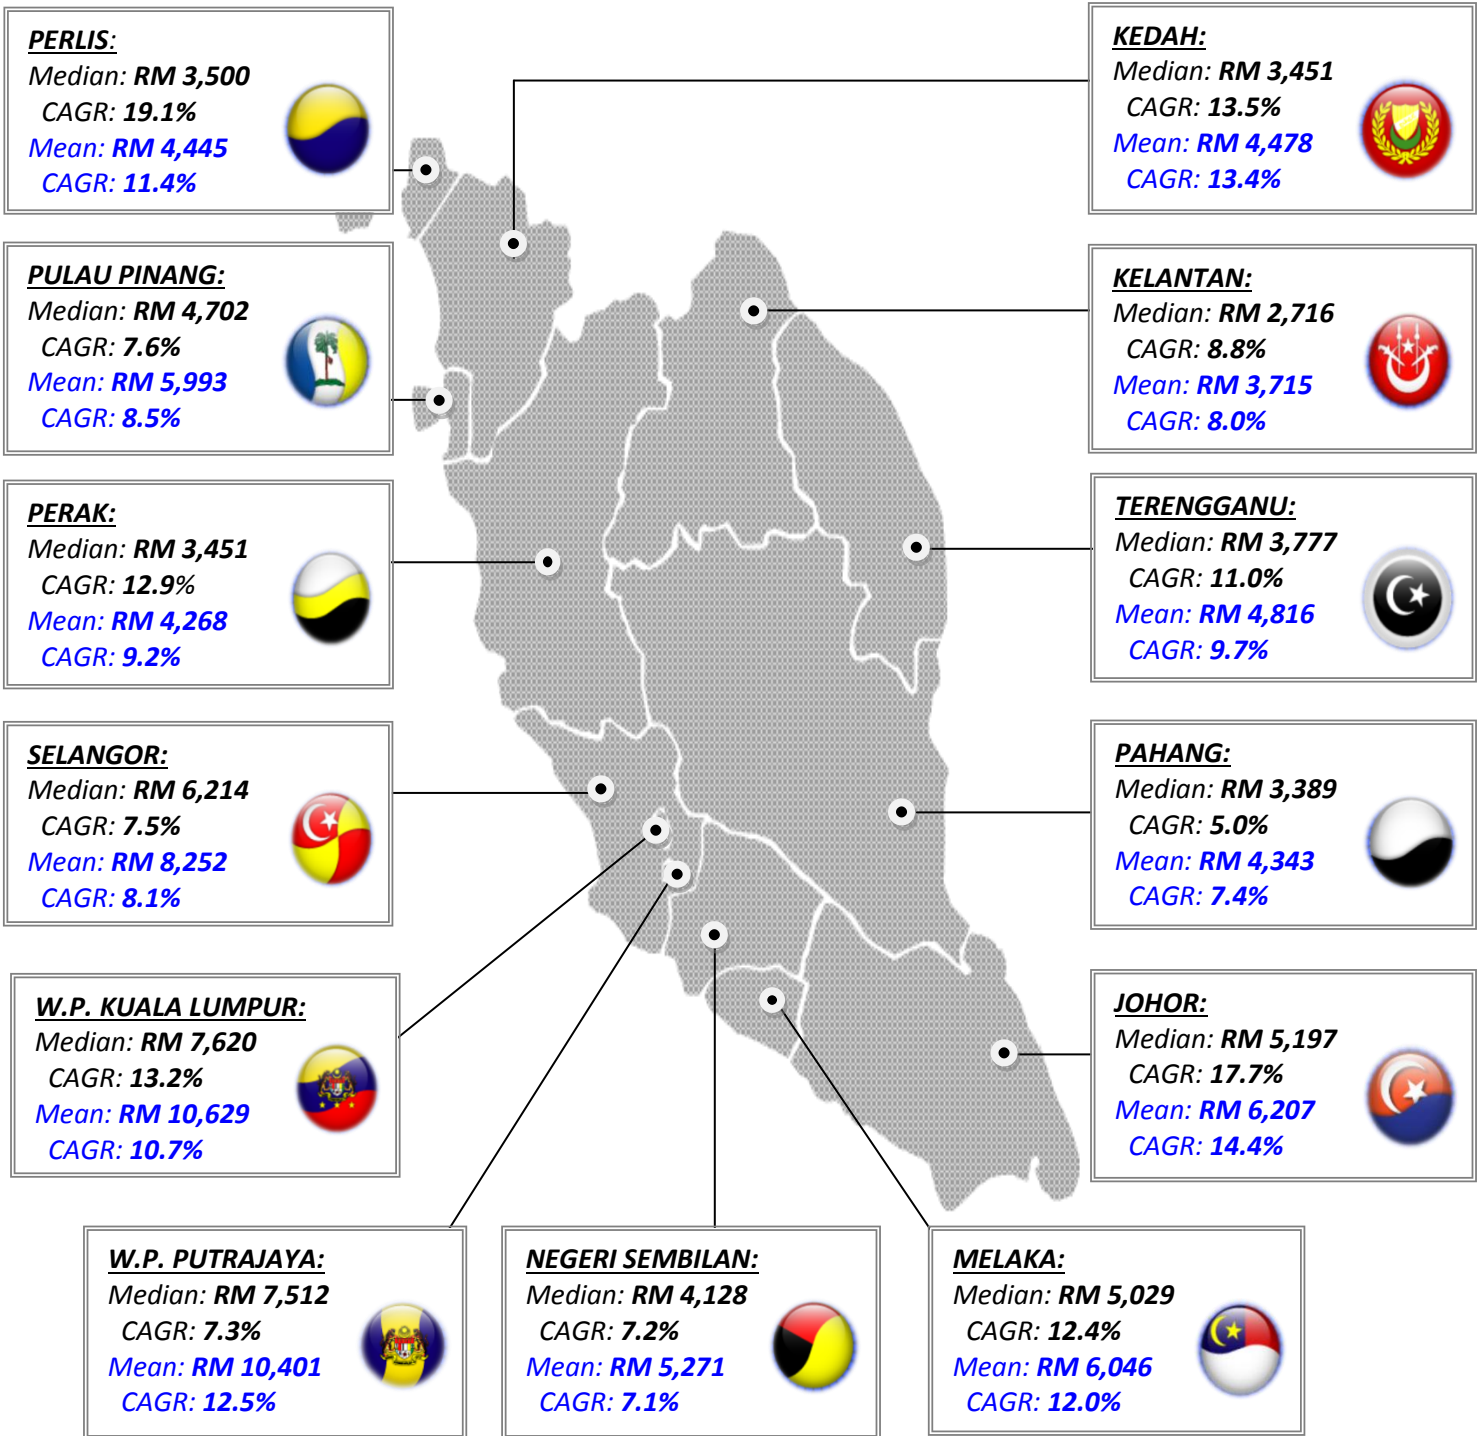 PERLIS:
Median: RM 3,500
CAGR: 19.1%
Mean: RM 4,445
CAGR: 11.4%
KEDAH:
Median: RM 3,451
CAGR: 13.5%
Mean: RM 4,478
CAGR: 13.4%
PULAU PINANG:
Median: RM 4,702
CAGR: 7.6%
Mean: RM 5,993
CAGR: 8.5%
KELANTAN:
Median: RM 2,716
CAGR: 8.8%
Mean: RM 3,715
CAGR: 8.0%
PERAK:
Median: RM 3,451
CAGR: 12.9%
Mean: RM 4,268
CAGR: 9.2%
TERENGGANU:
Median: RM 3,777
CAGR: 11.0%
Mean: RM 4,816
CAGR: 9.7%
SELANGOR:
Median: RM 6,214
CAGR: 7.5%
Mean: RM 8,252
CAGR: 8.1%
PAHANG:
Median: RM 3,389
CAGR: 5.0%
Mean: RM 4,343
CAGR: 7.4%
W.P. KUALA LUMPUR:
Median: RM 7,620
CAGR: 13.2%
Mean: RM 10,629
CAGR: 10.7%
JOHOR:
Median: RM 5,197
CAGR: 17.7%
Mean: RM 6,207
CAGR: 14.4%
W.P. PUTRAJAYA:
Median: RM 7,512
CAGR: 7.3%
Mean: RM 10,401
CAGR: 12.5%
NEGERI SEMBILAN:
Median: RM 4,128
CAGR: 7.2%
Mean: RM 5,271
CAGR: 7.1%
MELAKA:
Median: RM 5,029
CAGR: 12.4%
Mean: RM 6,046
CAGR: 12.0%